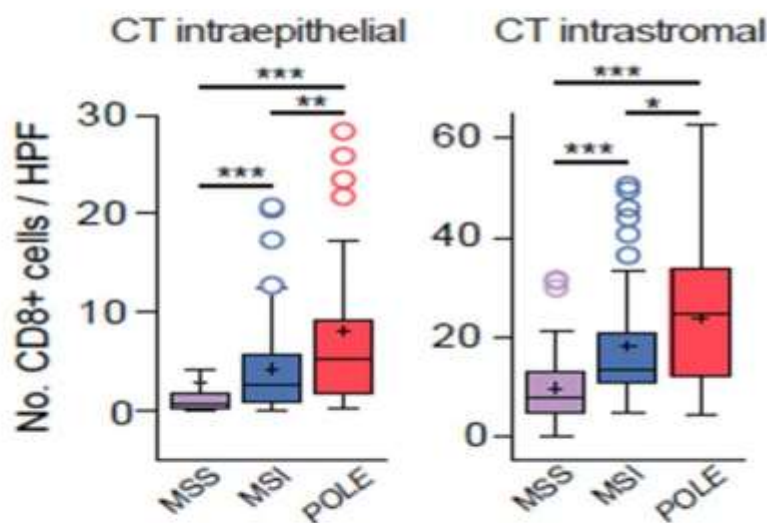 CT intraepithelial
CT intrastromal
No. CD8+ cells / HPF
***
**
***
30
20
10
0
MSS
MSI
POLE
***
*
***
60
40
20
0
MSS
MSI
POLE